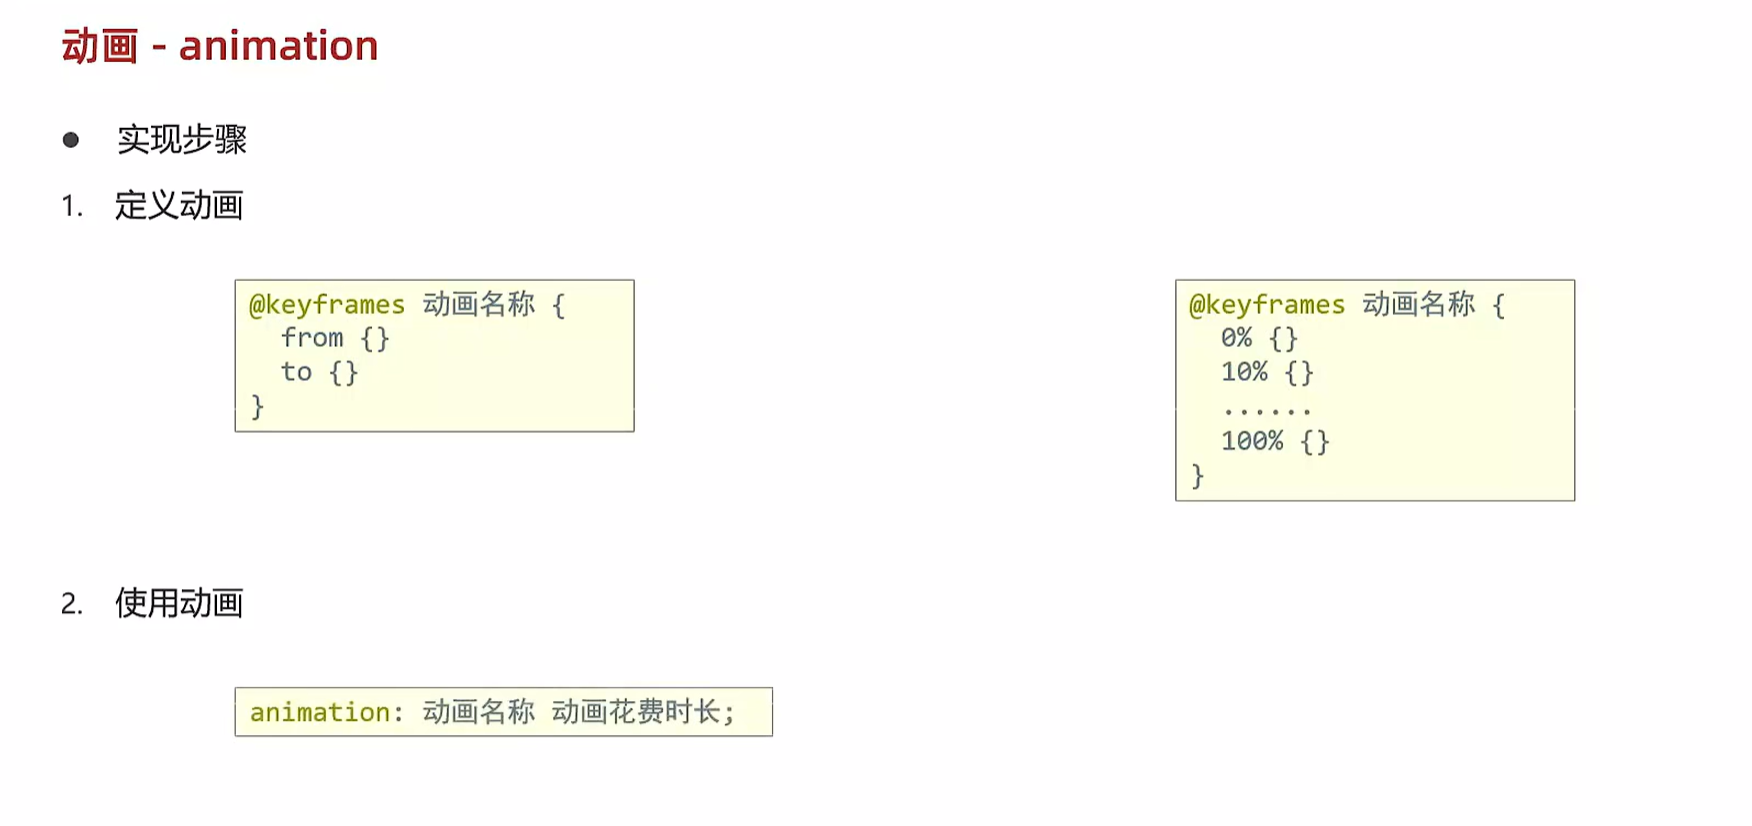 动画 - animation
● 实现步骤
1. 定义动画
@keyframes 动画名称 {
from {}
to {}
}
@keyframes 动画名称 {
0% {}
10% {}
......
100% {}
}
2. 使用动画
animation: 动画名称 动画花费时长;